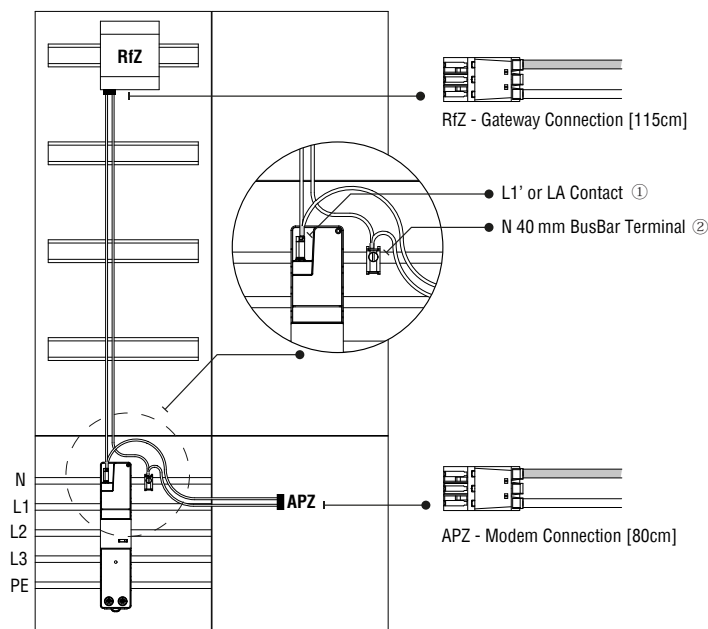 RfZ
RfZ - Gateway Connection [115cm]
L1’ or LA Contact ①
N 40 mm BusBar Terminal ②
N
L1
L2
L3
PE
APZ
APZ - Modem Connection [80cm]